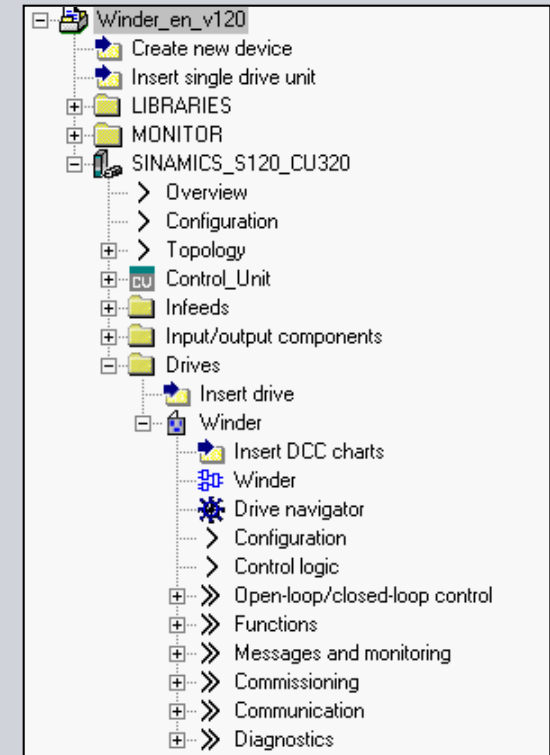 Winder_en_v120
Create new device
Insert single drive unit
LIBRARIES
MONITOR
SINAMICS_S120_CU320
Overview
Configuration
Topology
CU Control_Unit
Infeeds
Input/output components
Drives
Insert drive
Winder
Insert DCC charts
Winder
Drive navigator
Configuration
Control logic
Open-loop/closed-loop control
Functions
Messages and monitoring
Commissioning
Communication
Diagnostics